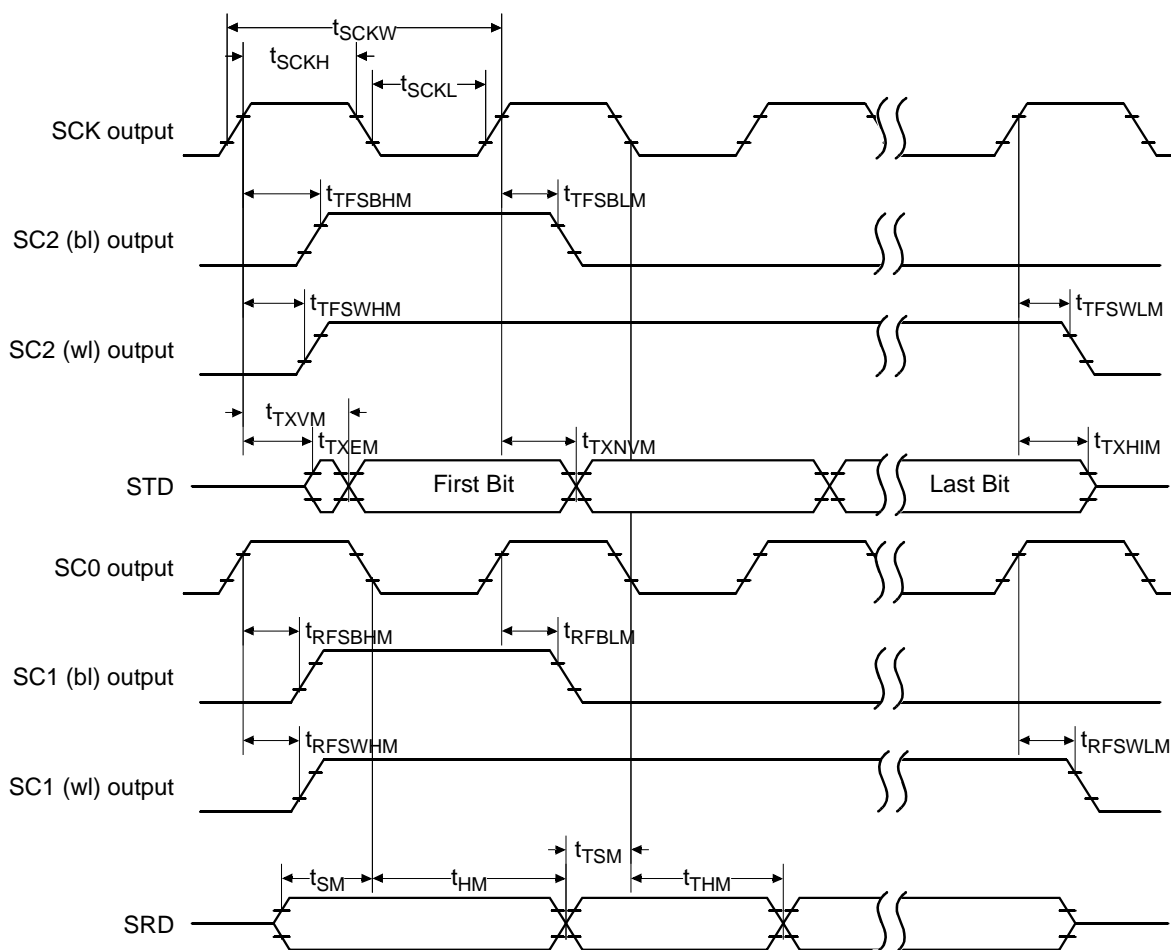 tSCKW
tSCKH
tSCKL
SCK output
tTFSBHM
tTFSBLM
SC2 (bl) output
tTFSWHM
tTFSWLM
SC2 (wl) output
tTXVM
tTXEM
tTXNVM
tTXHIM
STD
First Bit
Last Bit
SC0 output
tRFSBHM
tRFBLM
SC1 (bl) output
tRFSWHM
tRFSWLM
SC1 (wl) output
tTSM
tSM
tHM
tTHM
SRD